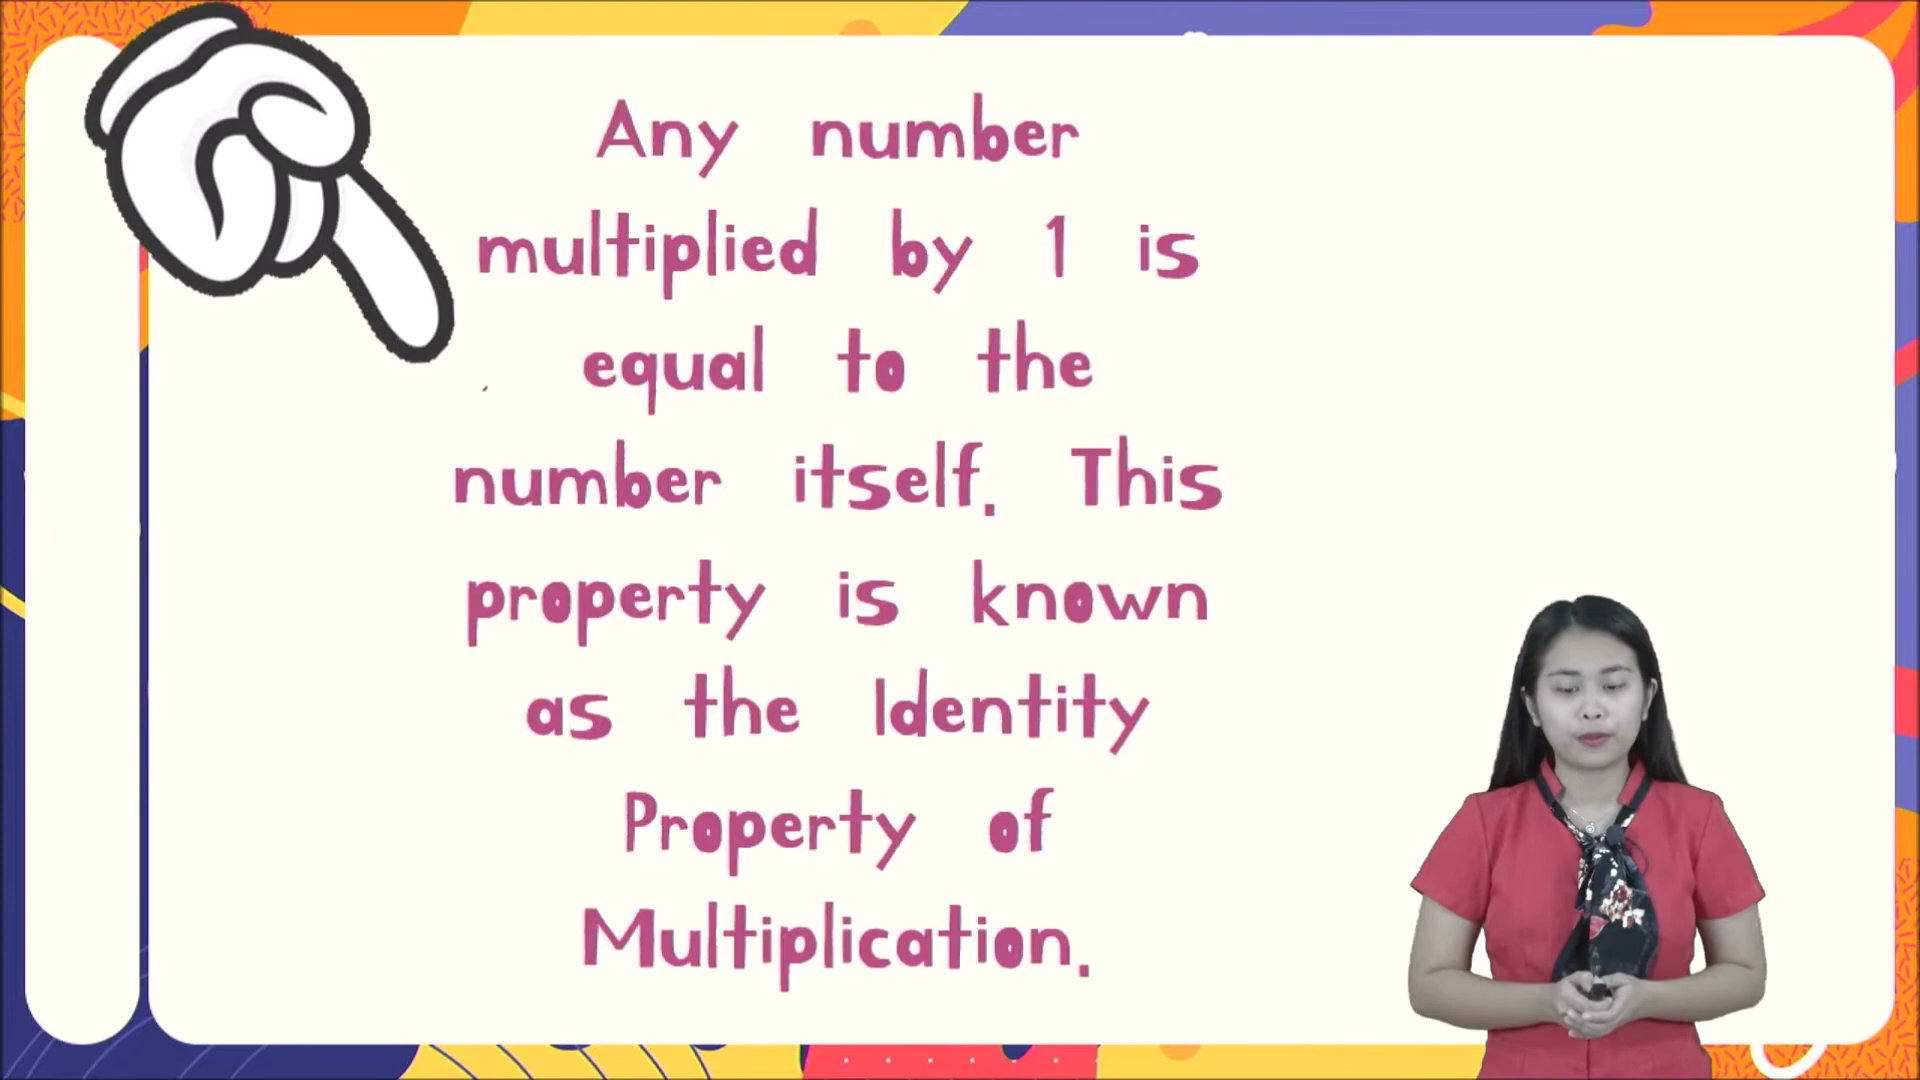 Any number
multiplied by 1 is
equal to the
number itself. This
property is known
as the Identity
Property of
Multiplication.